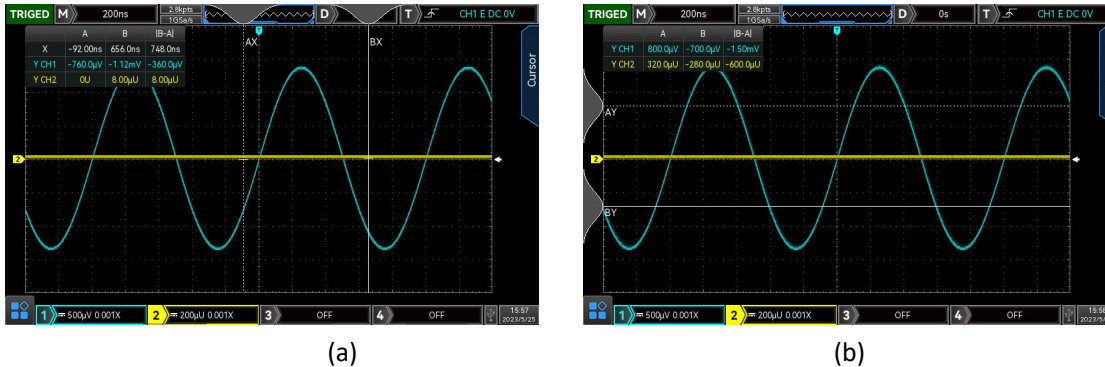 TRIGED M 200ns 2.8kpts 1GSa/s D T CH1 E DC 0V
A B |B-A|
X -92.00ns 656.0ns 748.0ns
Y CH1 -760.0μV -1.12mV -360.0μV
Y CH2 0U 8.00μU 8.00μU
AX BX
Cursor
2
1 500μV 0.001X 2 200μU 0.001X 3 OFF 4 OFF 15:57 2023/5/25
(a)
TRIGED M 200ns 2.8kpts 1GSa/s D 0s T CH1 E DC 0V
A B |B-A|
Y CH1 800.0μV -700.0μV -1.50mV
Y CH2 320.0μU -280.0μU -600.0μU
AY
2
BY
1 500μV 0.001X 2 200μU 0.001X 3 OFF 4 OFF 15:58
(b)